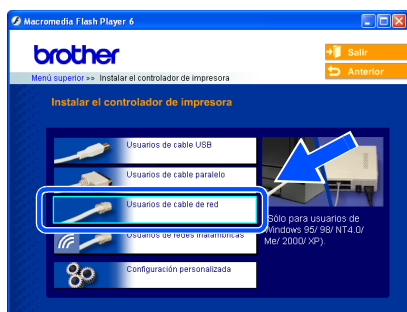 Macromedia Flash Player 6
brother
Salir
Anterior
Menú superior »» Instalar el controlador de impresora
Instalar el controlador de impresora
Usuarios de cable USB
Usuarios de cable paralelo
Usuarios de cable de red
Usuarios de redes inalámbricas
Configuración personalizada
Sólo para usuarios de
Windows 95/ 98/ NT4.0/
Me/ 2000/ XP).